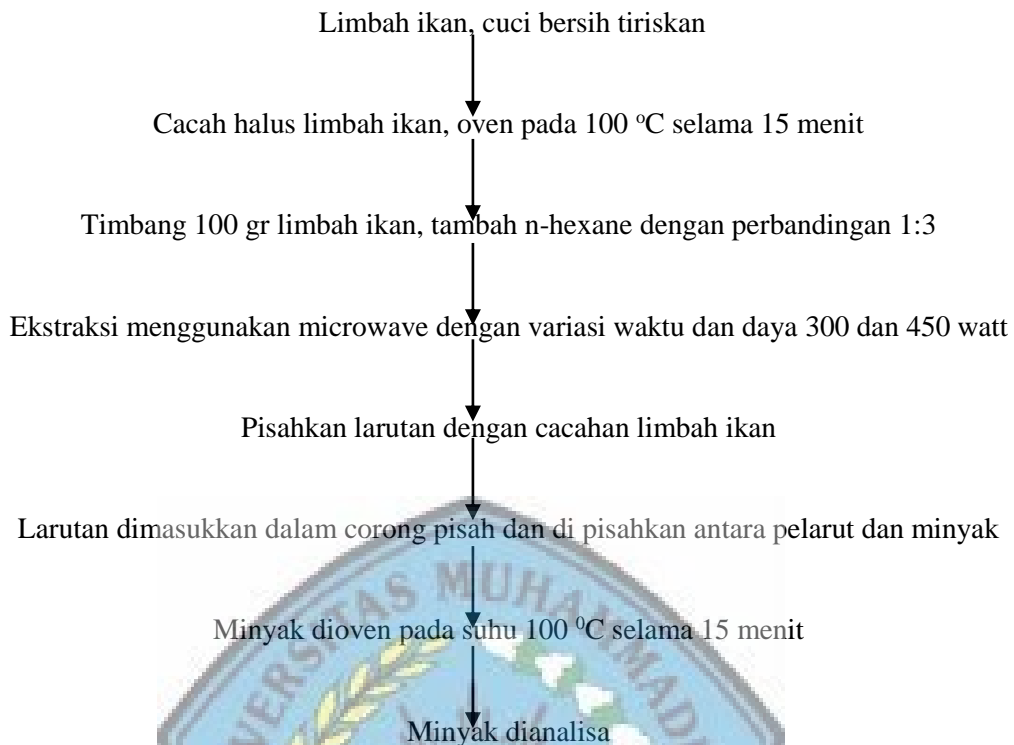 Limbah ikan, cuci bersih tiriskan
Cacah halus limbah ikan, oven pada 100 °C selama 15 menit
Timbang 100 gr limbah ikan, tambah n-hexane dengan perbandingan 1:3
Ekstraksi menggunakan microwave dengan variasi waktu dan daya 300 dan 450 watt
Pisahkan larutan dengan cacahan limbah ikan
Larutan dimasukkan dalam corong pisah dan di pisahkan antara pelarut dan minyak
UNIVERSITAS MUHAMMAD
Minyak dioven pada suhu 100 ⁰C selama 15 menit
Minyak dianalisa